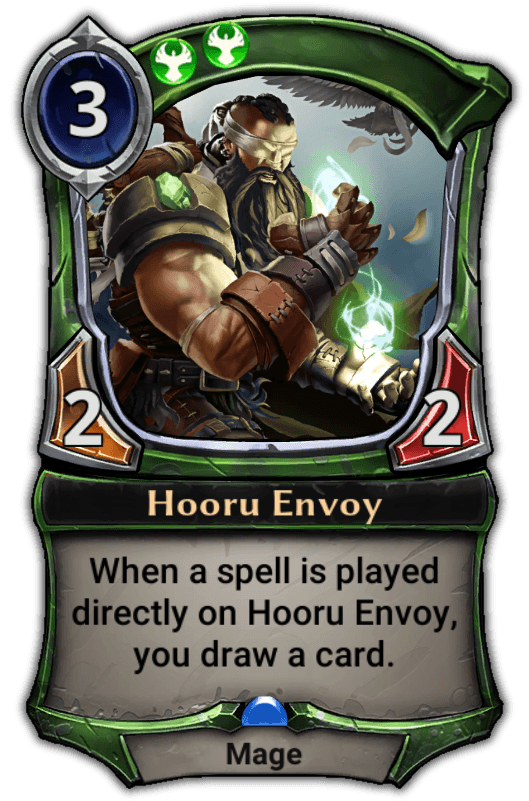 3
2
2
Hooru Envoy
When a spell is played
directly on Hooru Envoy,
you draw a card.
Mage